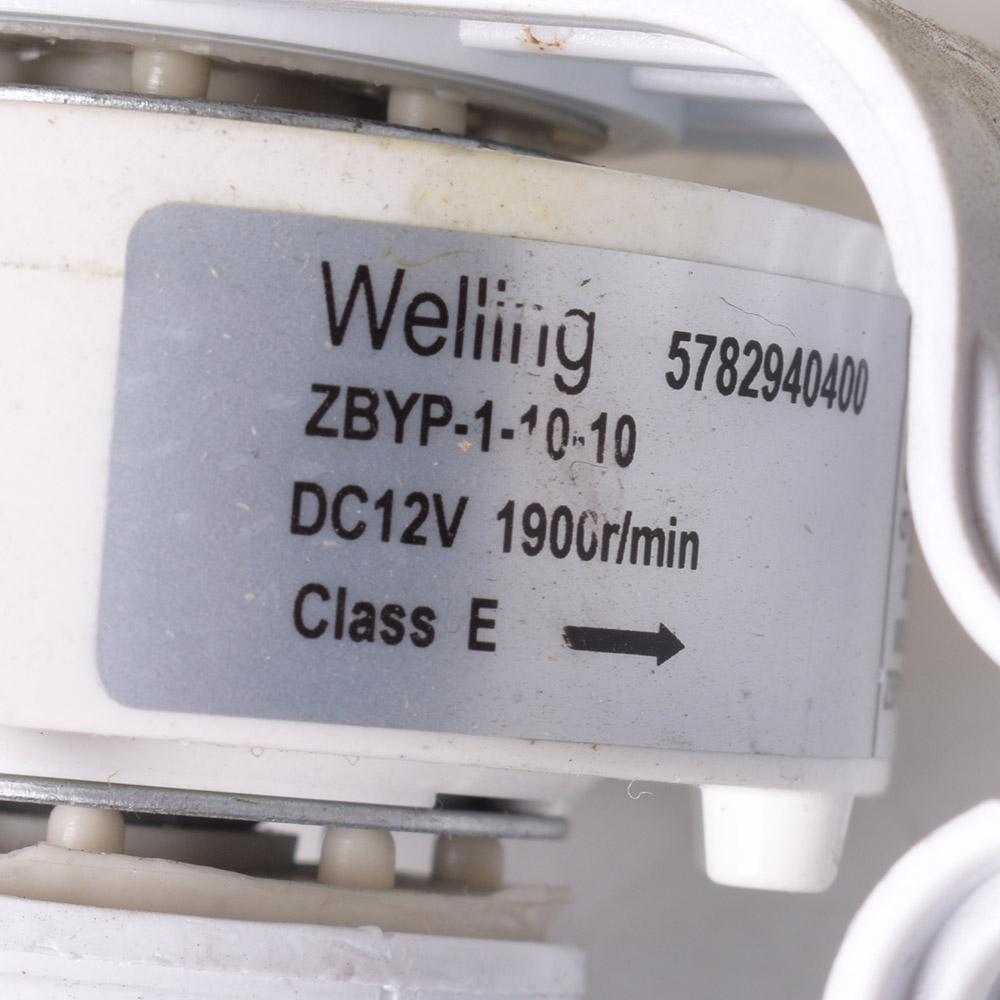 Welling
5782940400
ZBYP-1-10-10
DC12V 1900r/min
Class E